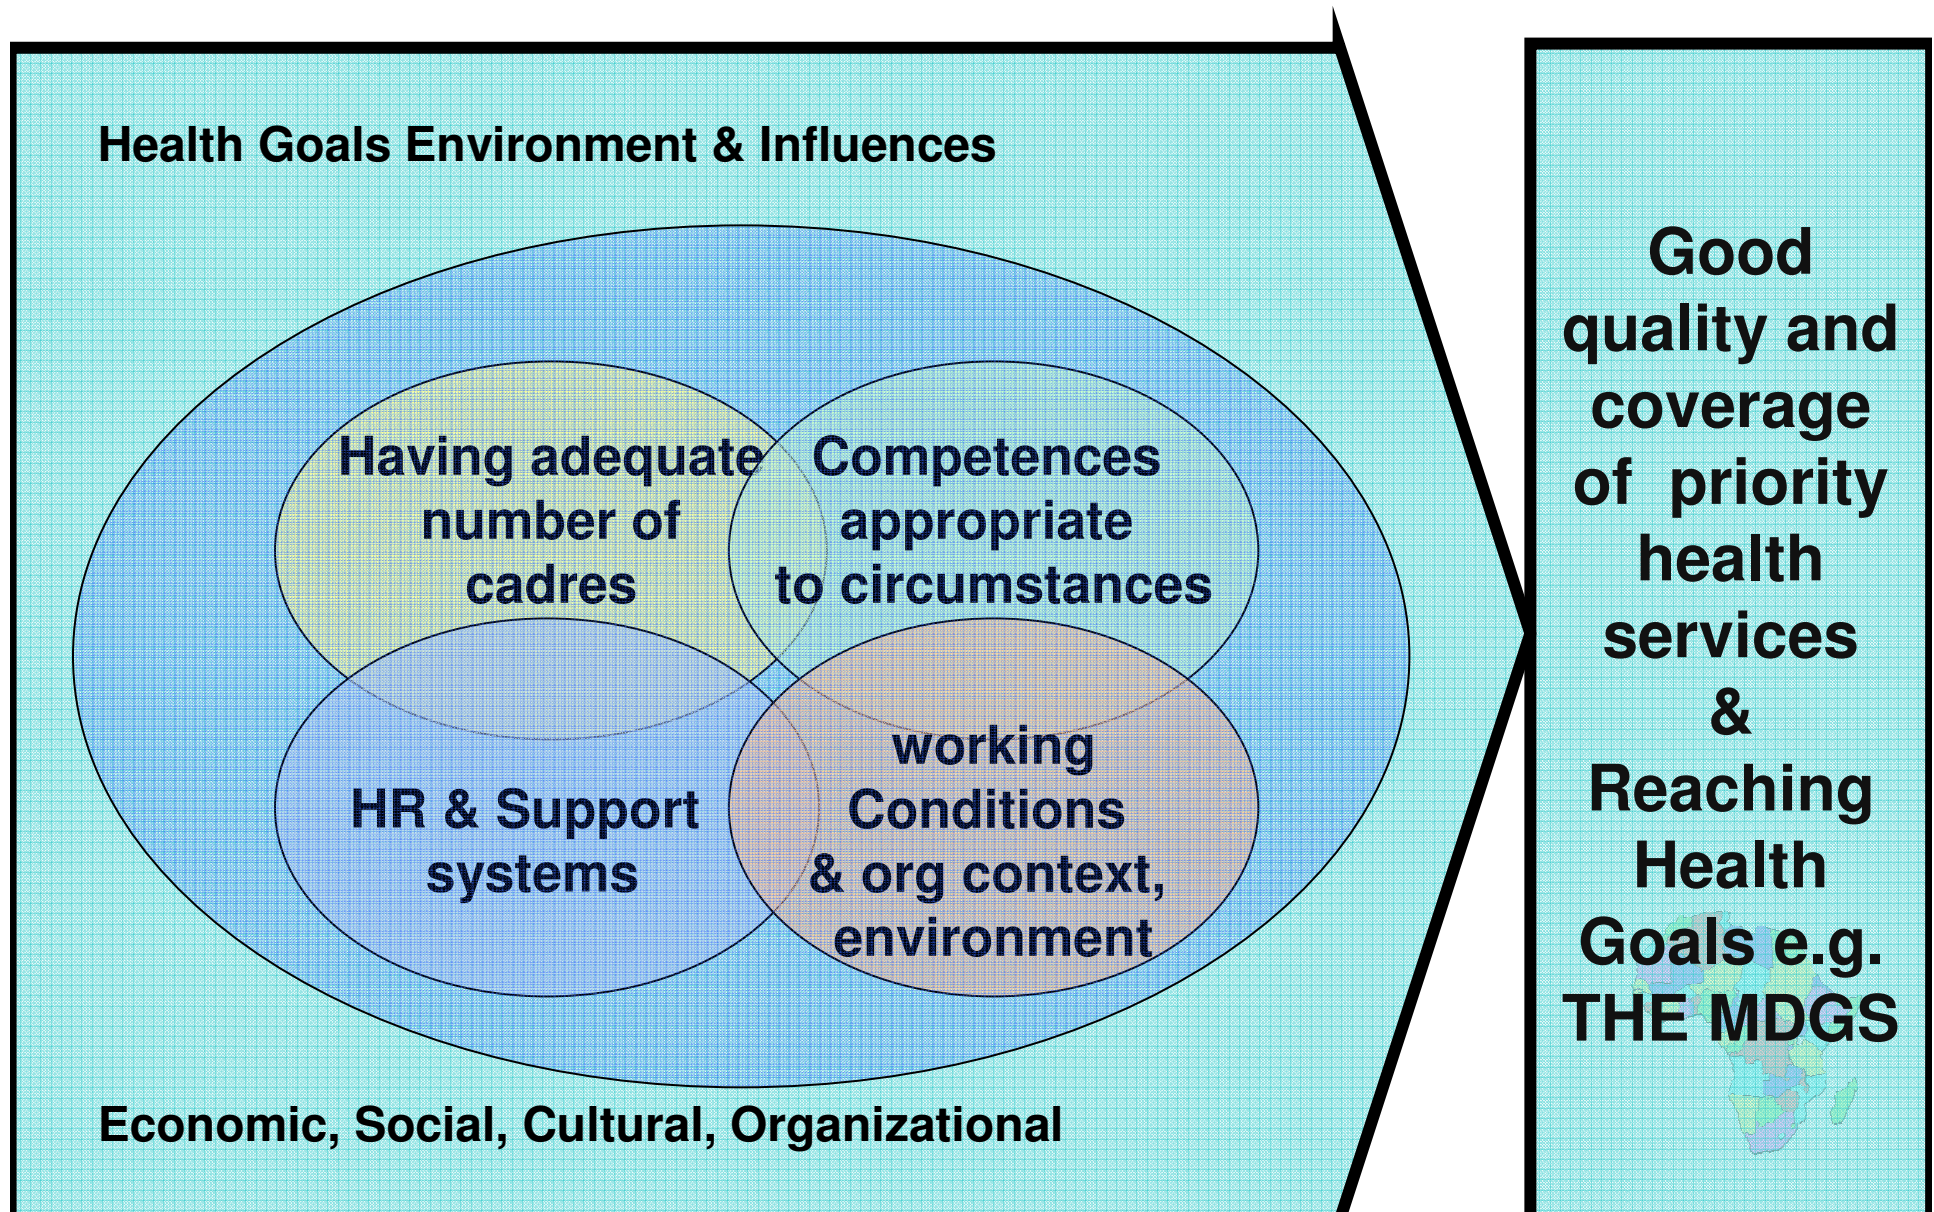 Health Goals Environment & Influences
Having adequate
number of
cadres
Competences
appropriate
to circumstances
HR & Support
systems
working
Conditions
& org context,
environment
Economic, Social, Cultural, Organizational
Good
quality and
coverage
of priority
health
services
&
Reaching
Health
Goals e.g.
THE MDGS